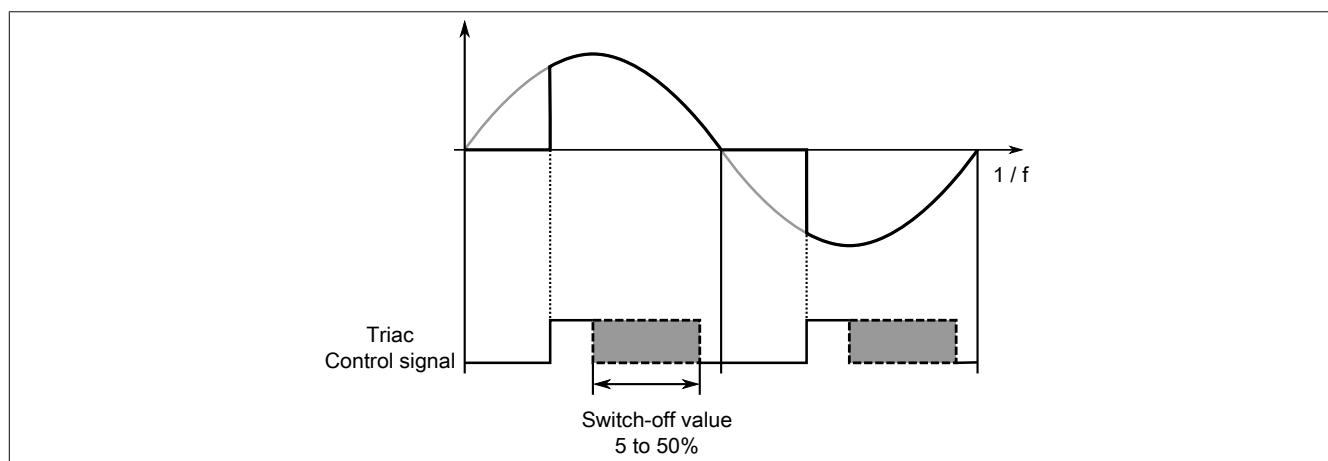 1 / f
Triac
Control signal
Switch-off value
5 to 50%